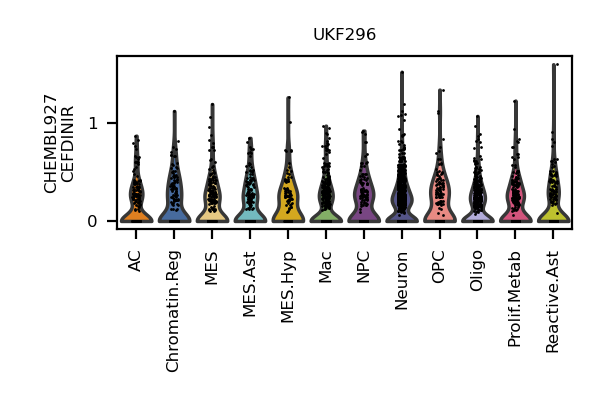 UKF296
CHEMBL927
CEFDINIR
1
0
AC
Chromatin.Reg
MES
MES.Ast
MES.Hyp
Mac
NPC
Neuron
OPC
Oligo
Prolif.Metab
Reactive.Ast